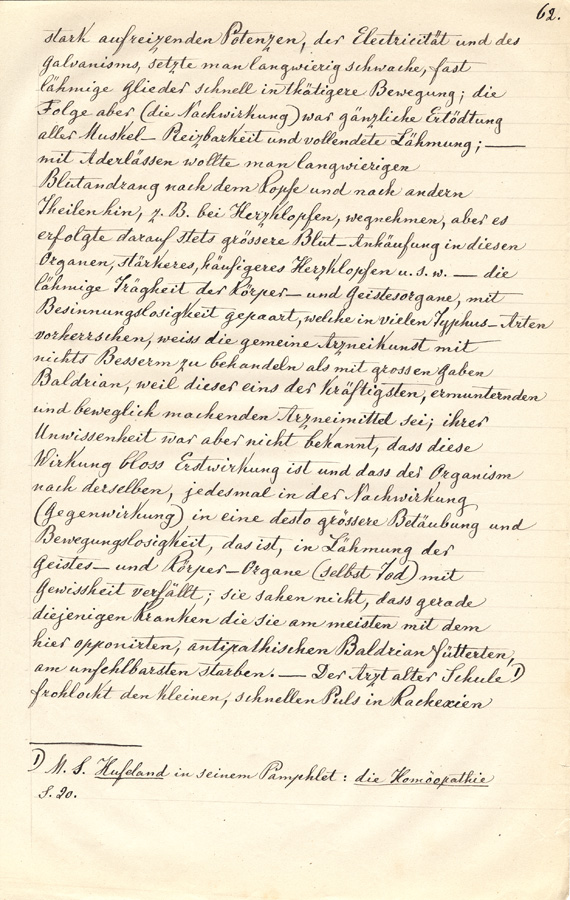 62.
stark aufreizenden Potenzen, der Electricität und des
Galvanisms, setzte man langwierig schwache, fast
lähmige Glieder schnell in thätigere Bewegung; die
Folge aber (die Nachwirkung) war gänzliche Ertödtung
aller Muskel-Reizbarkeit und vollendete Lähmung; —
mit Aderlässen wollte man langwierigen
Blutandrang nach dem Kopfe und nach andern
Theilen hin, z. B. bei Herzklopfen, wegnehmen, aber es
erfolgte darauf stets grössere Blut-Anhäufung in diesen
Organen, stärkeres, häufigeres Herzklopfen u. s. w. — die
lähmige Trägheit der Körper- und Geistesorgane, mit
Besinnungslosigkeit gepaart, welche in vielen Typhus-Arten
vorherrschen, weiss die gemeine Arzneikunst mit
nichts Besserm zu behandeln als mit grossen Gaben
Baldrian, weil dieser eins der kräftigsten, ermunternden
und beweglich machenden Arzneimittel sei; ihrer
Unwissenheit war aber nicht bekannt, dass diese
Wirkung bloss Erstwirkung ist und dass der Organism
nach derselben, jedesmal in der Nachwirkung
(Gegenwirkung) in eine desto grössere Betäubung und
Bewegungslosigkeit, das ist, in Lähmung der
Geistes- und Körper-Organe (selbst Tod) mit
Gewissheit verfällt; sie sahen nicht, dass gerade
diejenigen Kranken die sie am meisten mit dem
hier opponirten, antipathischen Baldrian fütterten,
am unfehlbarsten starben. — Der Arzt alter Schule 1)
frohlockt den kleinen, schnellen Puls in Kachexien
1) M. S. Hufeland in seinem Pamphlet: die Homöopathie
S. 20.